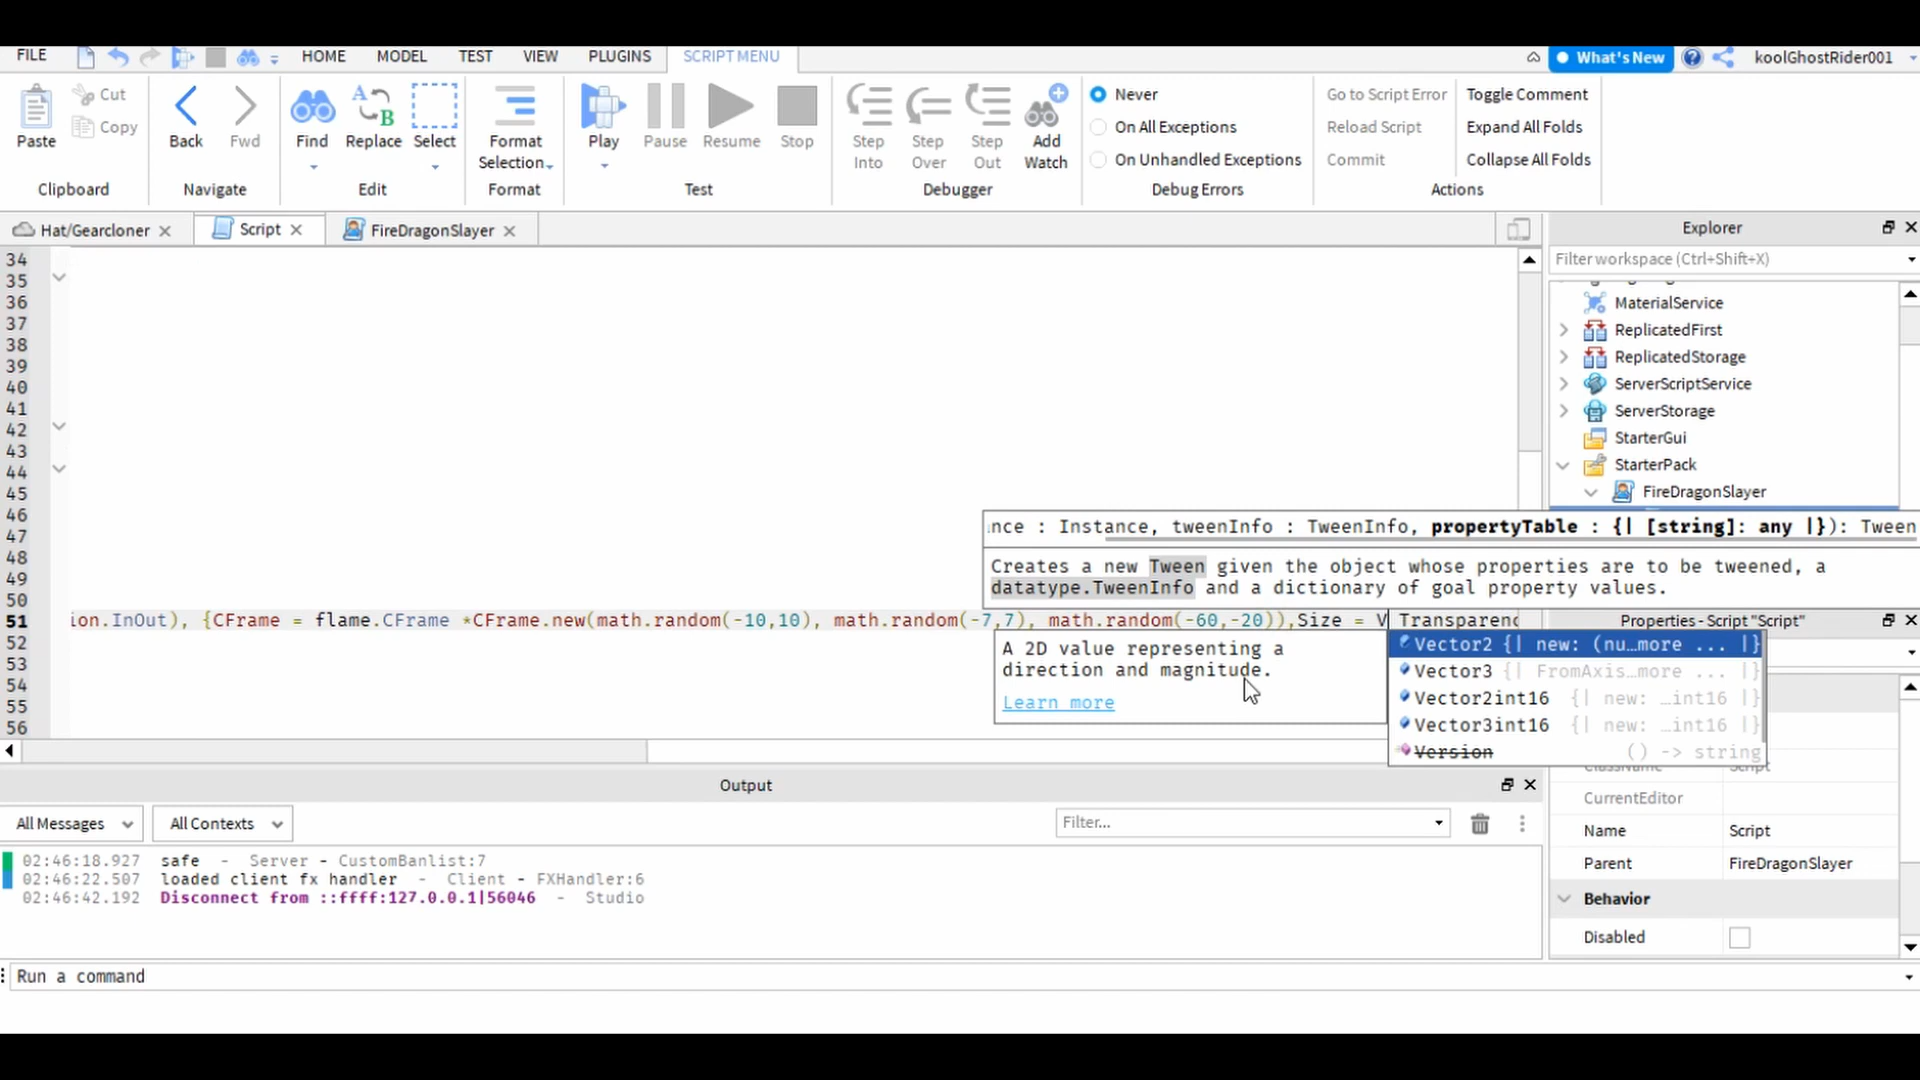 FILE HOME MODEL TEST VIEW PLUGINS SCRIPT MENU What's New koolGhostRider001
Paste Cut Copy
Clipboard
Back Fwd
Navigate
Find Replace Select
Edit
Format Selection
Format
Play Pause Resume Stop
Test
Step Into Step Over Step Out Add Watch
Debugger
Never
On All Exceptions
On Unhandled Exceptions
Debug Errors
Go to Script Error Toggle Comment
Reload Script Expand All Folds
Commit Collapse All Folds
Actions
Hat/Gearcloner Script FireDragonSlayer
Explorer
Filter workspace (Ctrl+Shift+X)
MaterialService
ReplicatedFirst
ReplicatedStorage
ServerScriptService
ServerStorage
StarterGui
StarterPack
FireDragonSlayer
34
35
36
37
38
39
40
41
42
43
44
45
46
47
48
49
50
51 ion.InOut), {CFrame = flame.CFrame *CFrame.new(math.random(-10,10), math.random(-7,7), math.random(-60,-20)),Size = V Transparenc
52
53
54
55
56
nce : Instance, tweenInfo : TweenInfo, propertyTable : {| [string]: any |}): Tween
Creates a new Tween given the object whose properties are to be tweened, a
datatype.TweenInfo and a dictionary of goal property values.
A 2D value representing a
direction and magnitude.
Learn more
Vector2 {| new: (nu…more ... |}
Vector3 {| FromAxis…more ... |}
Vector2int16 {| new: …int16 |}
Vector3int16 {| new: …int16 |}
Version () -> string
Properties - Script "Script"
CurrentEditor
Name Script
Parent FireDragonSlayer
Behavior
Disabled
Output
All Messages All Contexts Filter...
02:46:18.927 safe - Server - CustomBanlist:7
02:46:22.507 loaded client fx handler - Client - FXHandler:6
02:46:42.192 Disconnect from ::ffff:127.0.0.1|56046 - Studio
Run a command